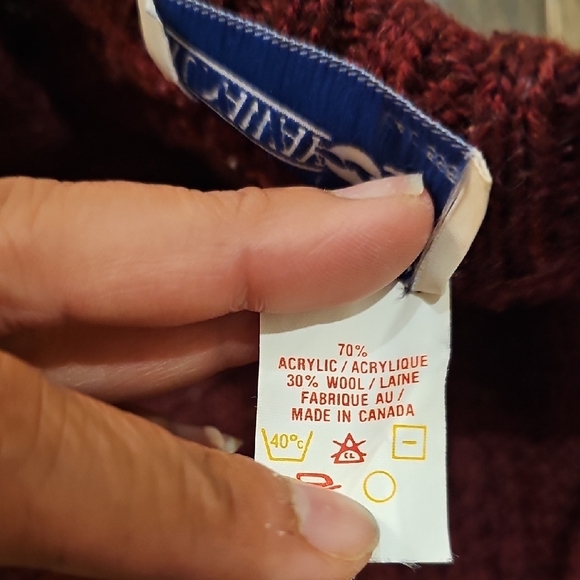 70%
ACRYLIC / ACRYLIQUE
30% WOOL / LAINE
FABRIQUE AU /
MADE IN CANADA
40°C
CL